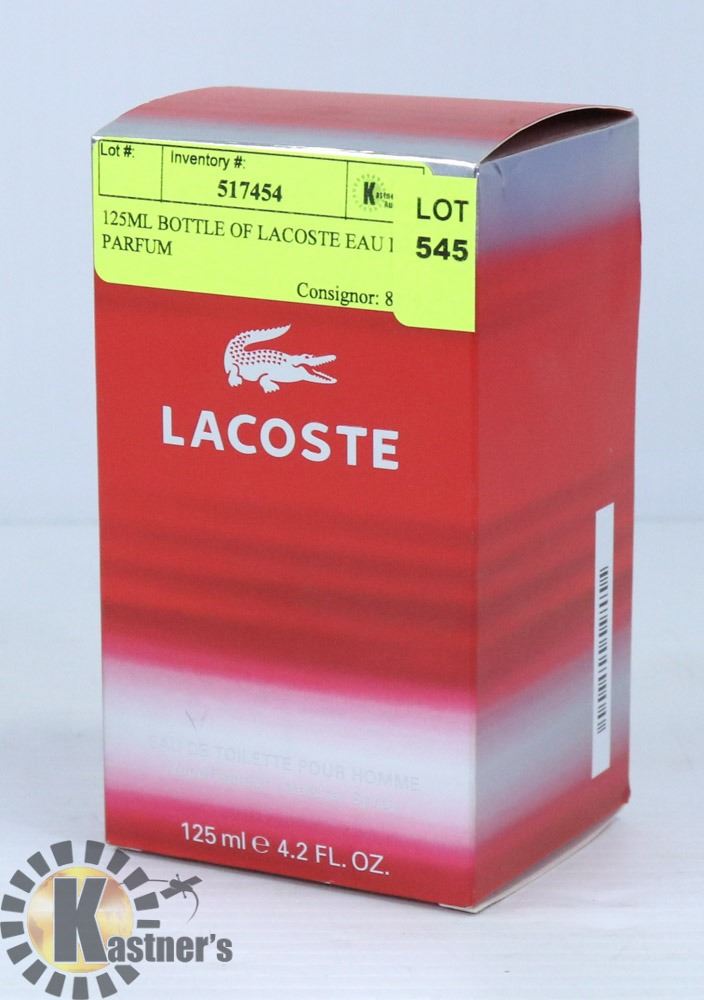 Lot #: Inventory #:
517454
LOT
545
125ML BOTTLE OF LACOSTE EAU
PARFUM
Consignor: 8
LACOSTE
EAU DE TOILETTE POUR HOMME
125 ml e 4.2 FL. OZ.
Kastner's